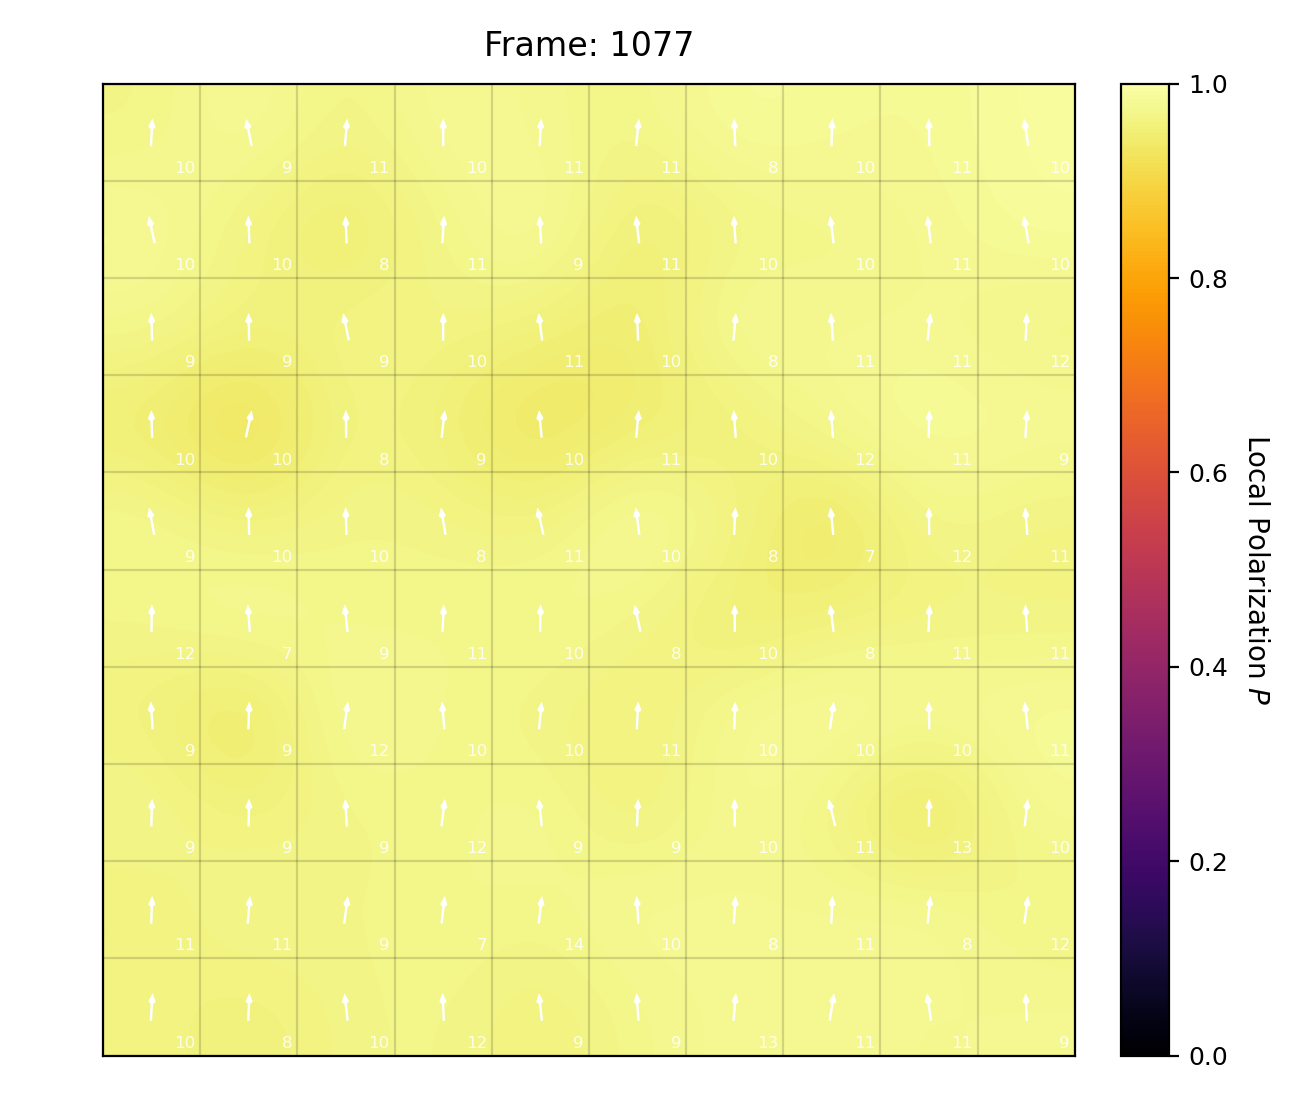 Frame: 1077
10 9 11 10 11 11 8 10 11 10
10 10 8 11 9 11 10 10 11 10
9 9 9 10 11 10 8 11 11 12
10 10 8 9 10 11 10 12 11 9
9 10 10 8 11 10 8 7 12 11
12 7 9 11 10 8 10 8 11 11
9 9 12 10 10 11 10 10 10 11
9 9 9 12 9 9 10 11 13 10
11 11 9 7 14 10 8 11 8 12
10 8 10 12 9 9 13 11 11 9
1.0
0.8
0.6
0.4
0.2
0.0
Local Polarization P